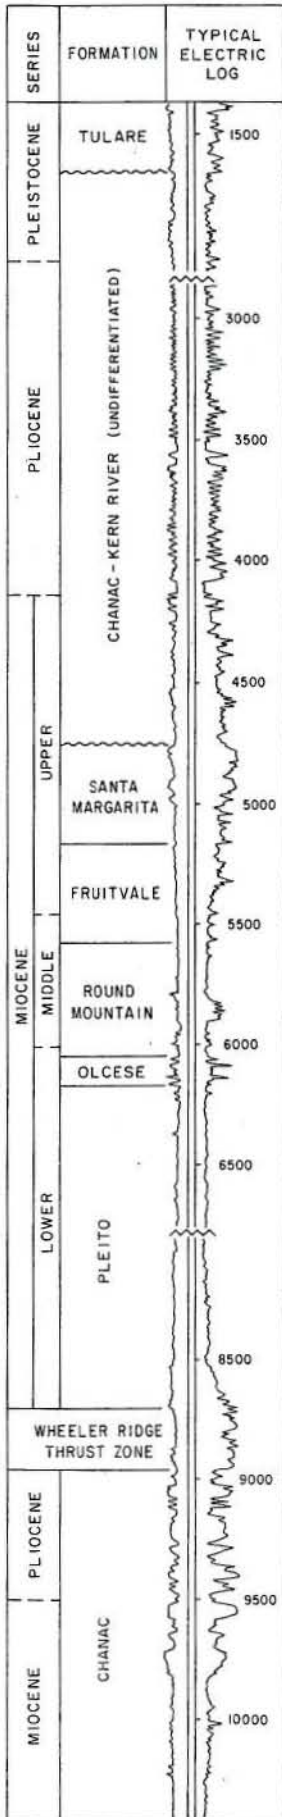 SERIES
FORMATION
TYPICAL
ELECTRIC
LOG
PLEISTOCENE
TULARE
1500
PLIOCENE
CHANAC - KERN RIVER (UNDIFFERENTIATED)
3000
3500
4000
4500
MIOCENE
UPPER
SANTA
MARGARITA
5000
FRUITVALE
5500
MIDDLE
ROUND
MOUNTAIN
6000
OLCESE
LOWER
PLEITO
6500
8500
WHEELER RIDGE
THRUST ZONE
9000
PLIOCENE
CHANAC
9500
MIOCENE
10000